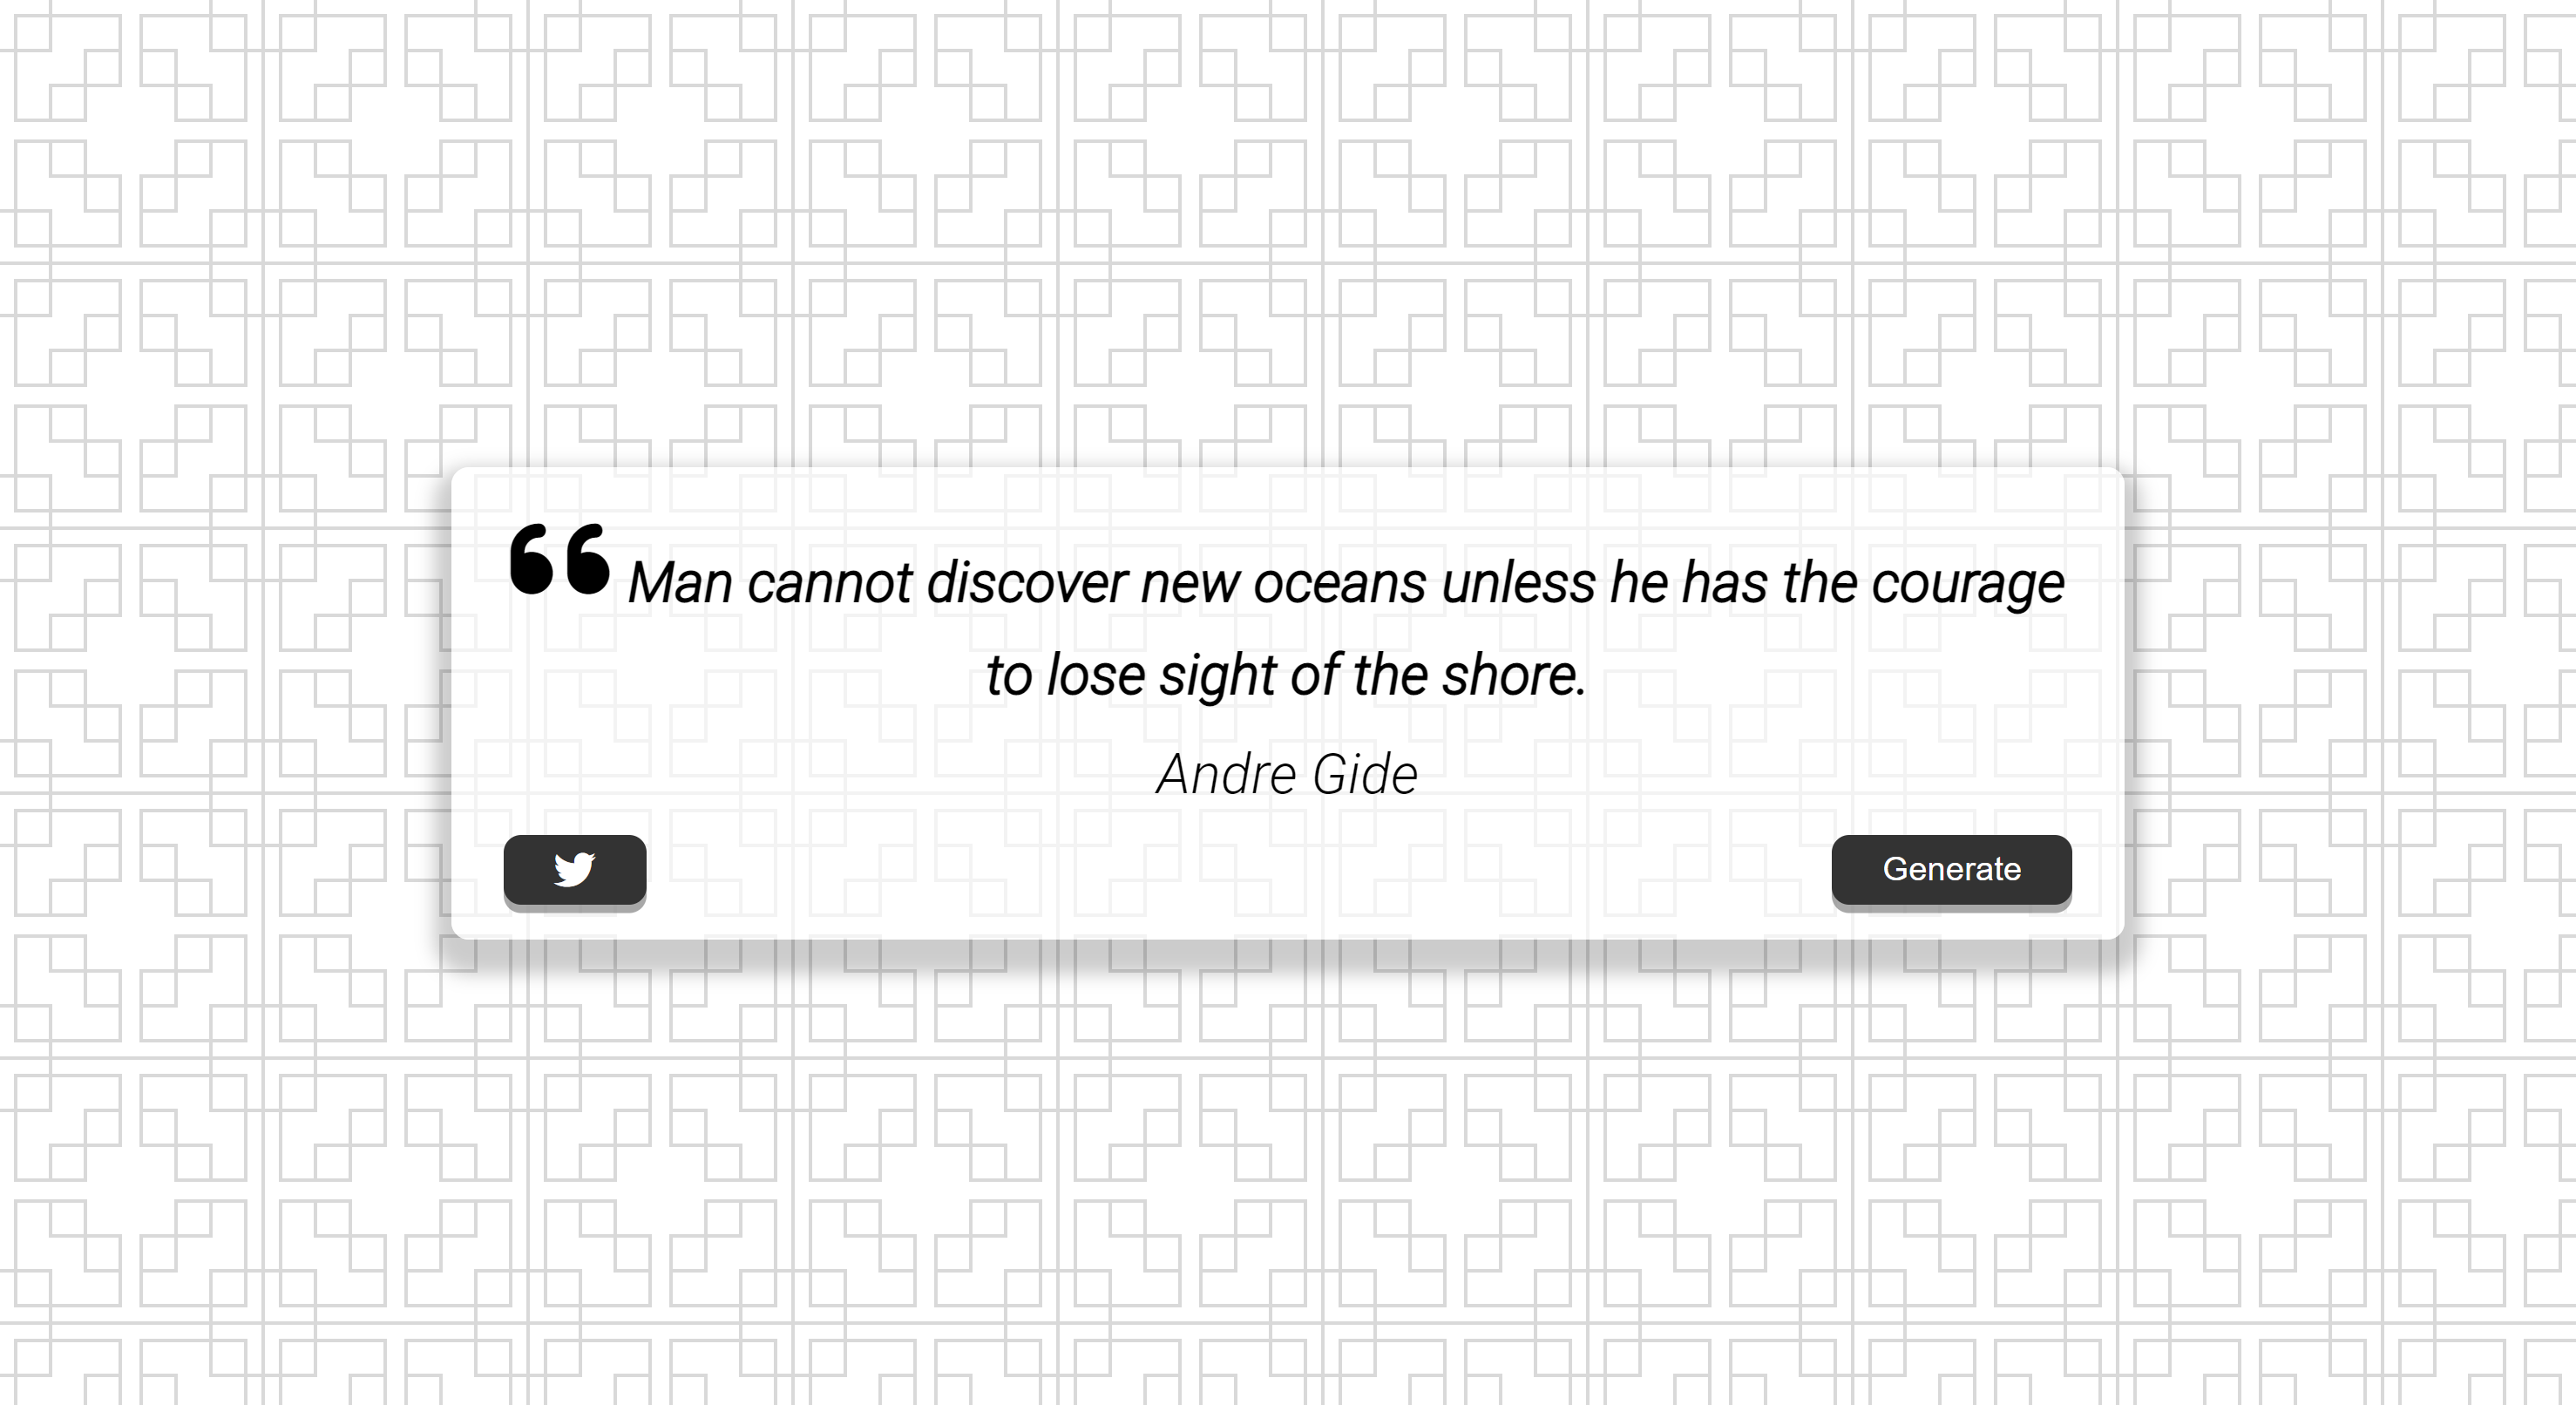 Man cannot discover new oceans unless he has the courage
to lose sight of the shore.
Andre Gide
Generate